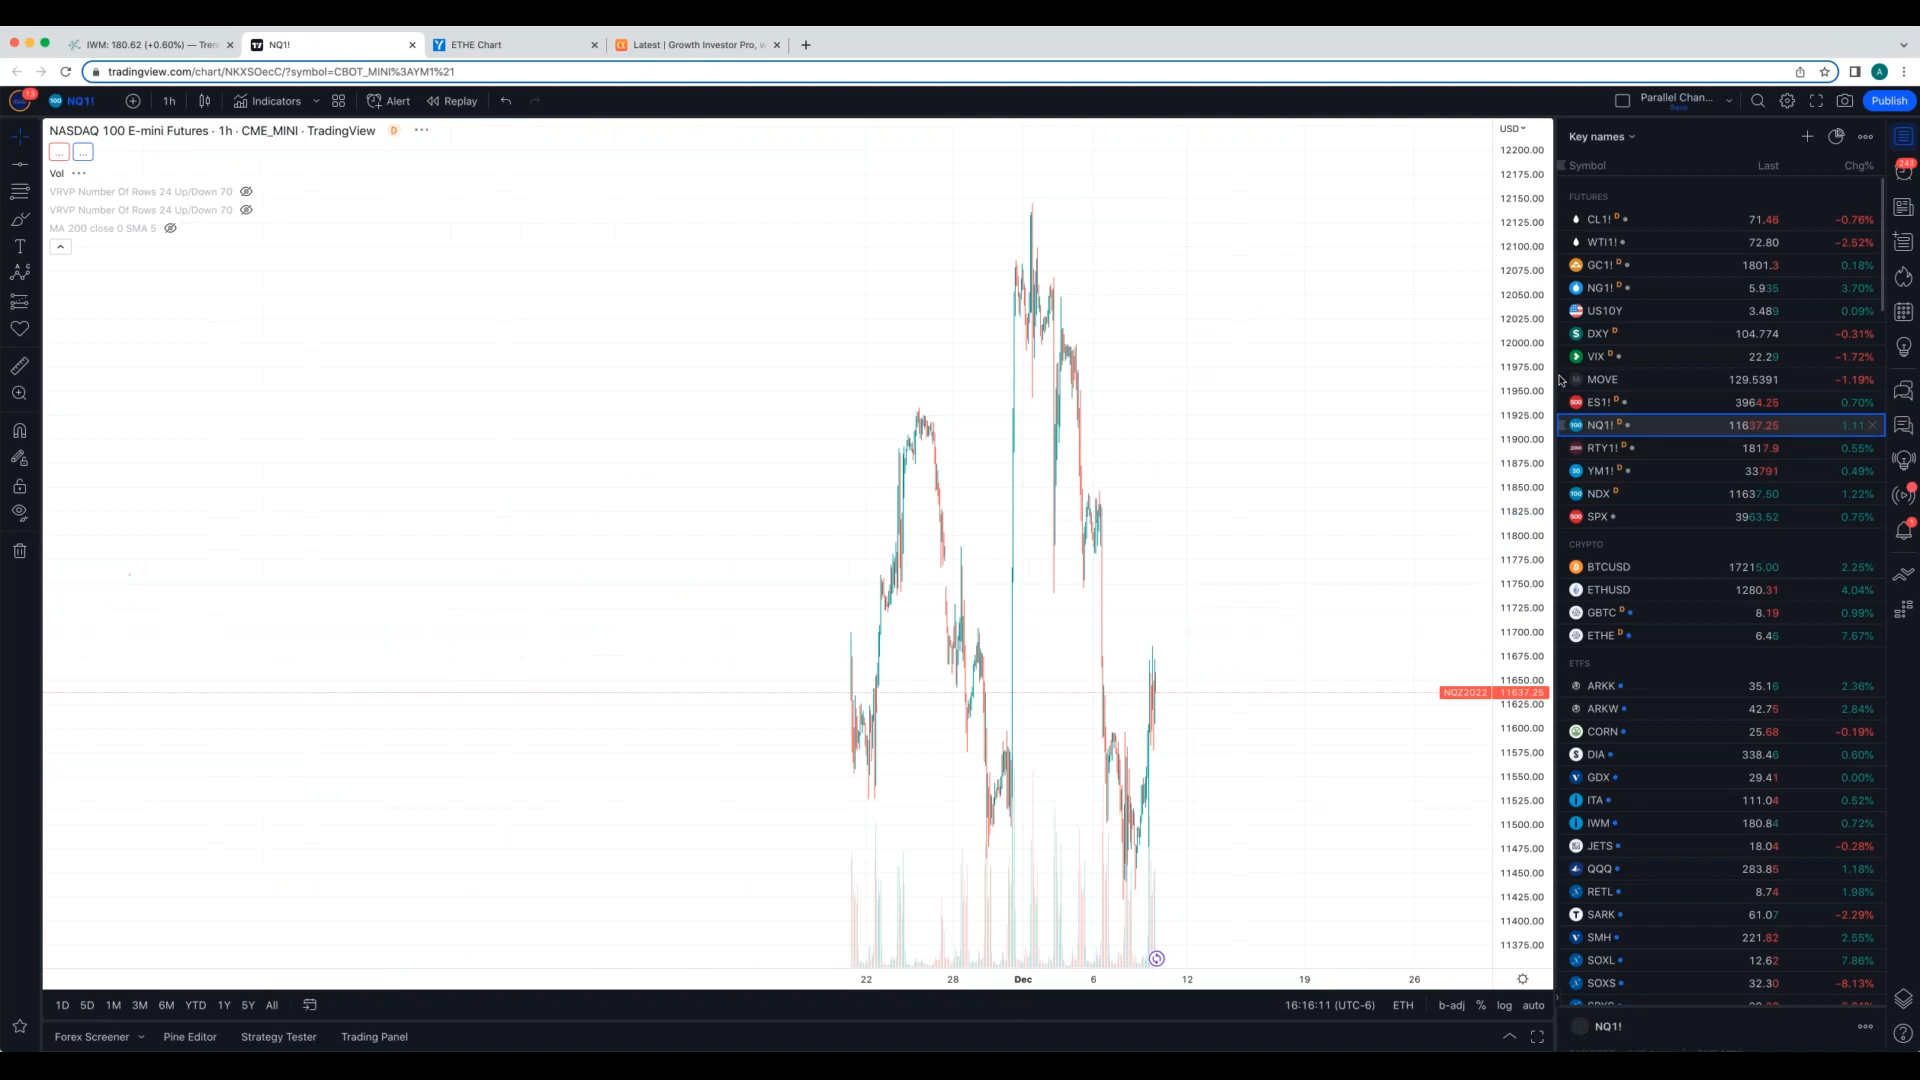 IWM: 180.62 (+0.60%) — Tren
NQ1!
ETHE Chart
Latest | Growth Investor Pro, w
tradingview.com/chart/NKXSOecC/?symbol=CBOT_MINI%3AYM1%21
A
13
100 NQ1!
1h
Indicators
Alert
Replay
Parallel Chan...
Save
Publish
NASDAQ 100 E-mini Futures · 1h · CME_MINI · TradingView D
Vol
VRVP Number Of Rows 24 Up/Down 70
VRVP Number Of Rows 24 Up/Down 70
MA 200 close 0 SMA 5
USD
12200.00
12175.00
12150.00
12125.00
12100.00
12075.00
12050.00
12025.00
12000.00
11975.00
11950.00
11925.00
11900.00
11875.00
11850.00
11825.00
11800.00
11775.00
11750.00
11725.00
11700.00
11675.00
11650.00
NQZ2022 11637.25
11625.00
11600.00
11575.00
11550.00
11525.00
11500.00
11475.00
11450.00
11425.00
11400.00
11375.00
22 28 Dec 6 12 19 26
1D 5D 1M 3M 6M YTD 1Y 5Y All
16:16:11 (UTC-6) ETH b-adj % log auto
Forex Screener Pine Editor Strategy Tester Trading Panel
Key names
Symbol Last Chg%
FUTURES
CL1! D 71.46 −0.76%
WTI1! 72.80 −2.52%
GC1! D 1801.3 0.18%
NG1! D 5.935 3.70%
US10Y 3.489 0.09%
DXY D 104.774 −0.31%
VIX D 22.29 −1.72%
MOVE 129.5391 −1.19%
500 ES1! D 3964.25 0.70%
100 NQ1! D 11637.25 1.11
2000 RTY1! D 1817.9 0.55%
30 YM1! D 33791 0.49%
100 NDX D 11637.50 1.22%
500 SPX 3963.52 0.75%
CRYPTO
BTCUSD 17215.00 2.25%
ETHUSD 1280.31 4.04%
GBTC D 8.19 0.99%
ETHE D 6.46 7.67%
ETFS
ARKK 35.16 2.36%
ARKW 42.75 2.84%
CORN 25.68 −0.19%
DIA 338.46 0.60%
GDX 29.41 0.00%
ITA 111.04 0.52%
IWM 180.84 0.72%
JETS 18.04 −0.28%
QQQ 283.85 1.18%
RETL 8.74 1.98%
SARK 61.07 −2.29%
SMH 221.82 2.55%
SOXL 12.62 7.86%
SOXS 32.30 −8.13%
NQ1!
243
1